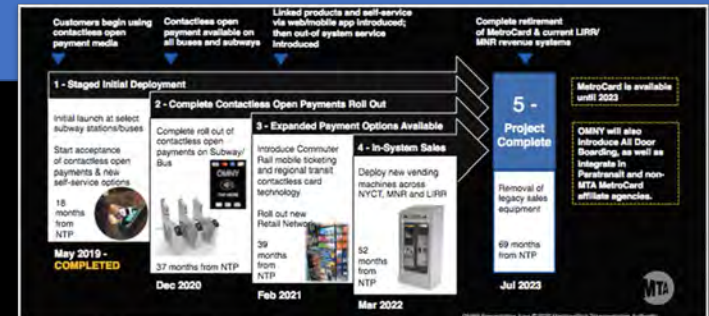 Customers begin using
contactless open
payment media
Contactless open
payment available on
all buses and subways
Linked products and self-service
via web/mobile app introduced;
then out-of system service
Introduced
Complete retirement
of MetroCard & current LIRR/
MNR revenue systems
1 - Staged Initial Deployment
Initial launch at select
subway stations/buses
Start acceptance
of contactless open
payments & new
self-service options
18
months
from
NTP
May 2019 -
COMPLETED
2 - Complete Contactless Open Payments Roll Out
Complete roll out of
contactless open
payments on Subway/
Bus
OMNY
37 months from NTP
Dec 2020
3 - Expanded Payment Options Available
Introduce Commuter
Rail mobile ticketing
and regional transit
contactless card
technology.
Roll out new
Retail Network
39
months
from
NTP
Feb 2021
4 - In-System Sales
Deploy new vending
machines across
NYCT, MNR and LIRR
52
months
from
NTP
Mar 2022
5 -
Project
Complete
Removal of
legacy sales
equipment
69 months
from NTP
Jul 2023
MetroCard is available
until 2023
OMNY will also
Introduce All Door
Boarding, as well as
integrate in
Paratransit and non-
MTA MetroCard
affiliate agencies.
MTA